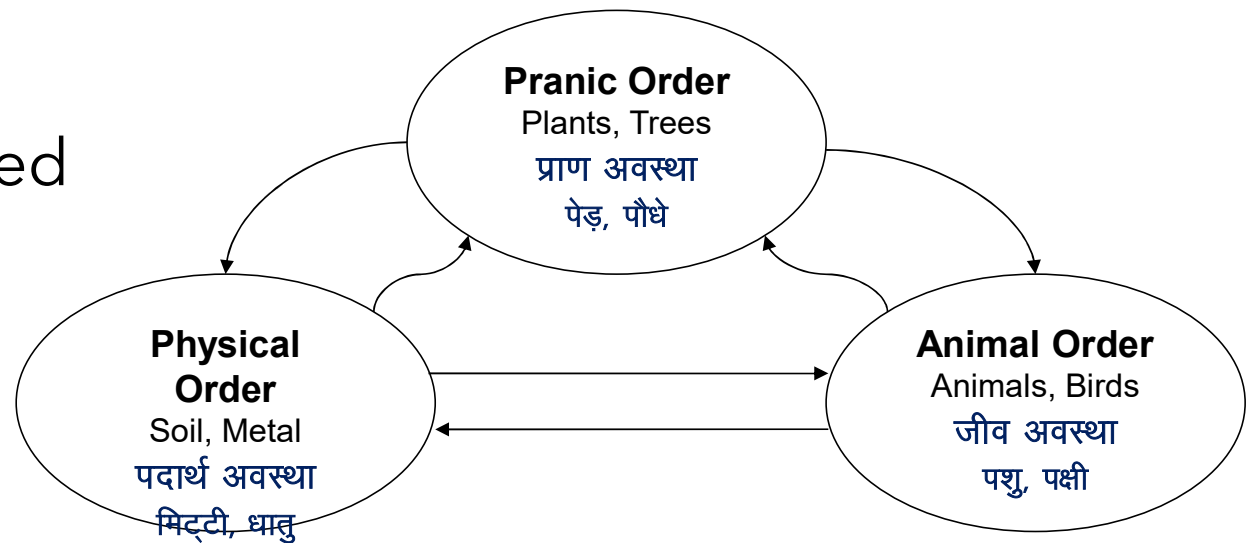 ed
Pranic Order
Plants, Trees
प्राण अवस्था
पेड़, पौधे
Physical
Order
Soil, Metal
पदार्थ अवस्था
मिट्टी, धातु
Animal Order
Animals, Birds
जीव अवस्था
पशु, पक्षी